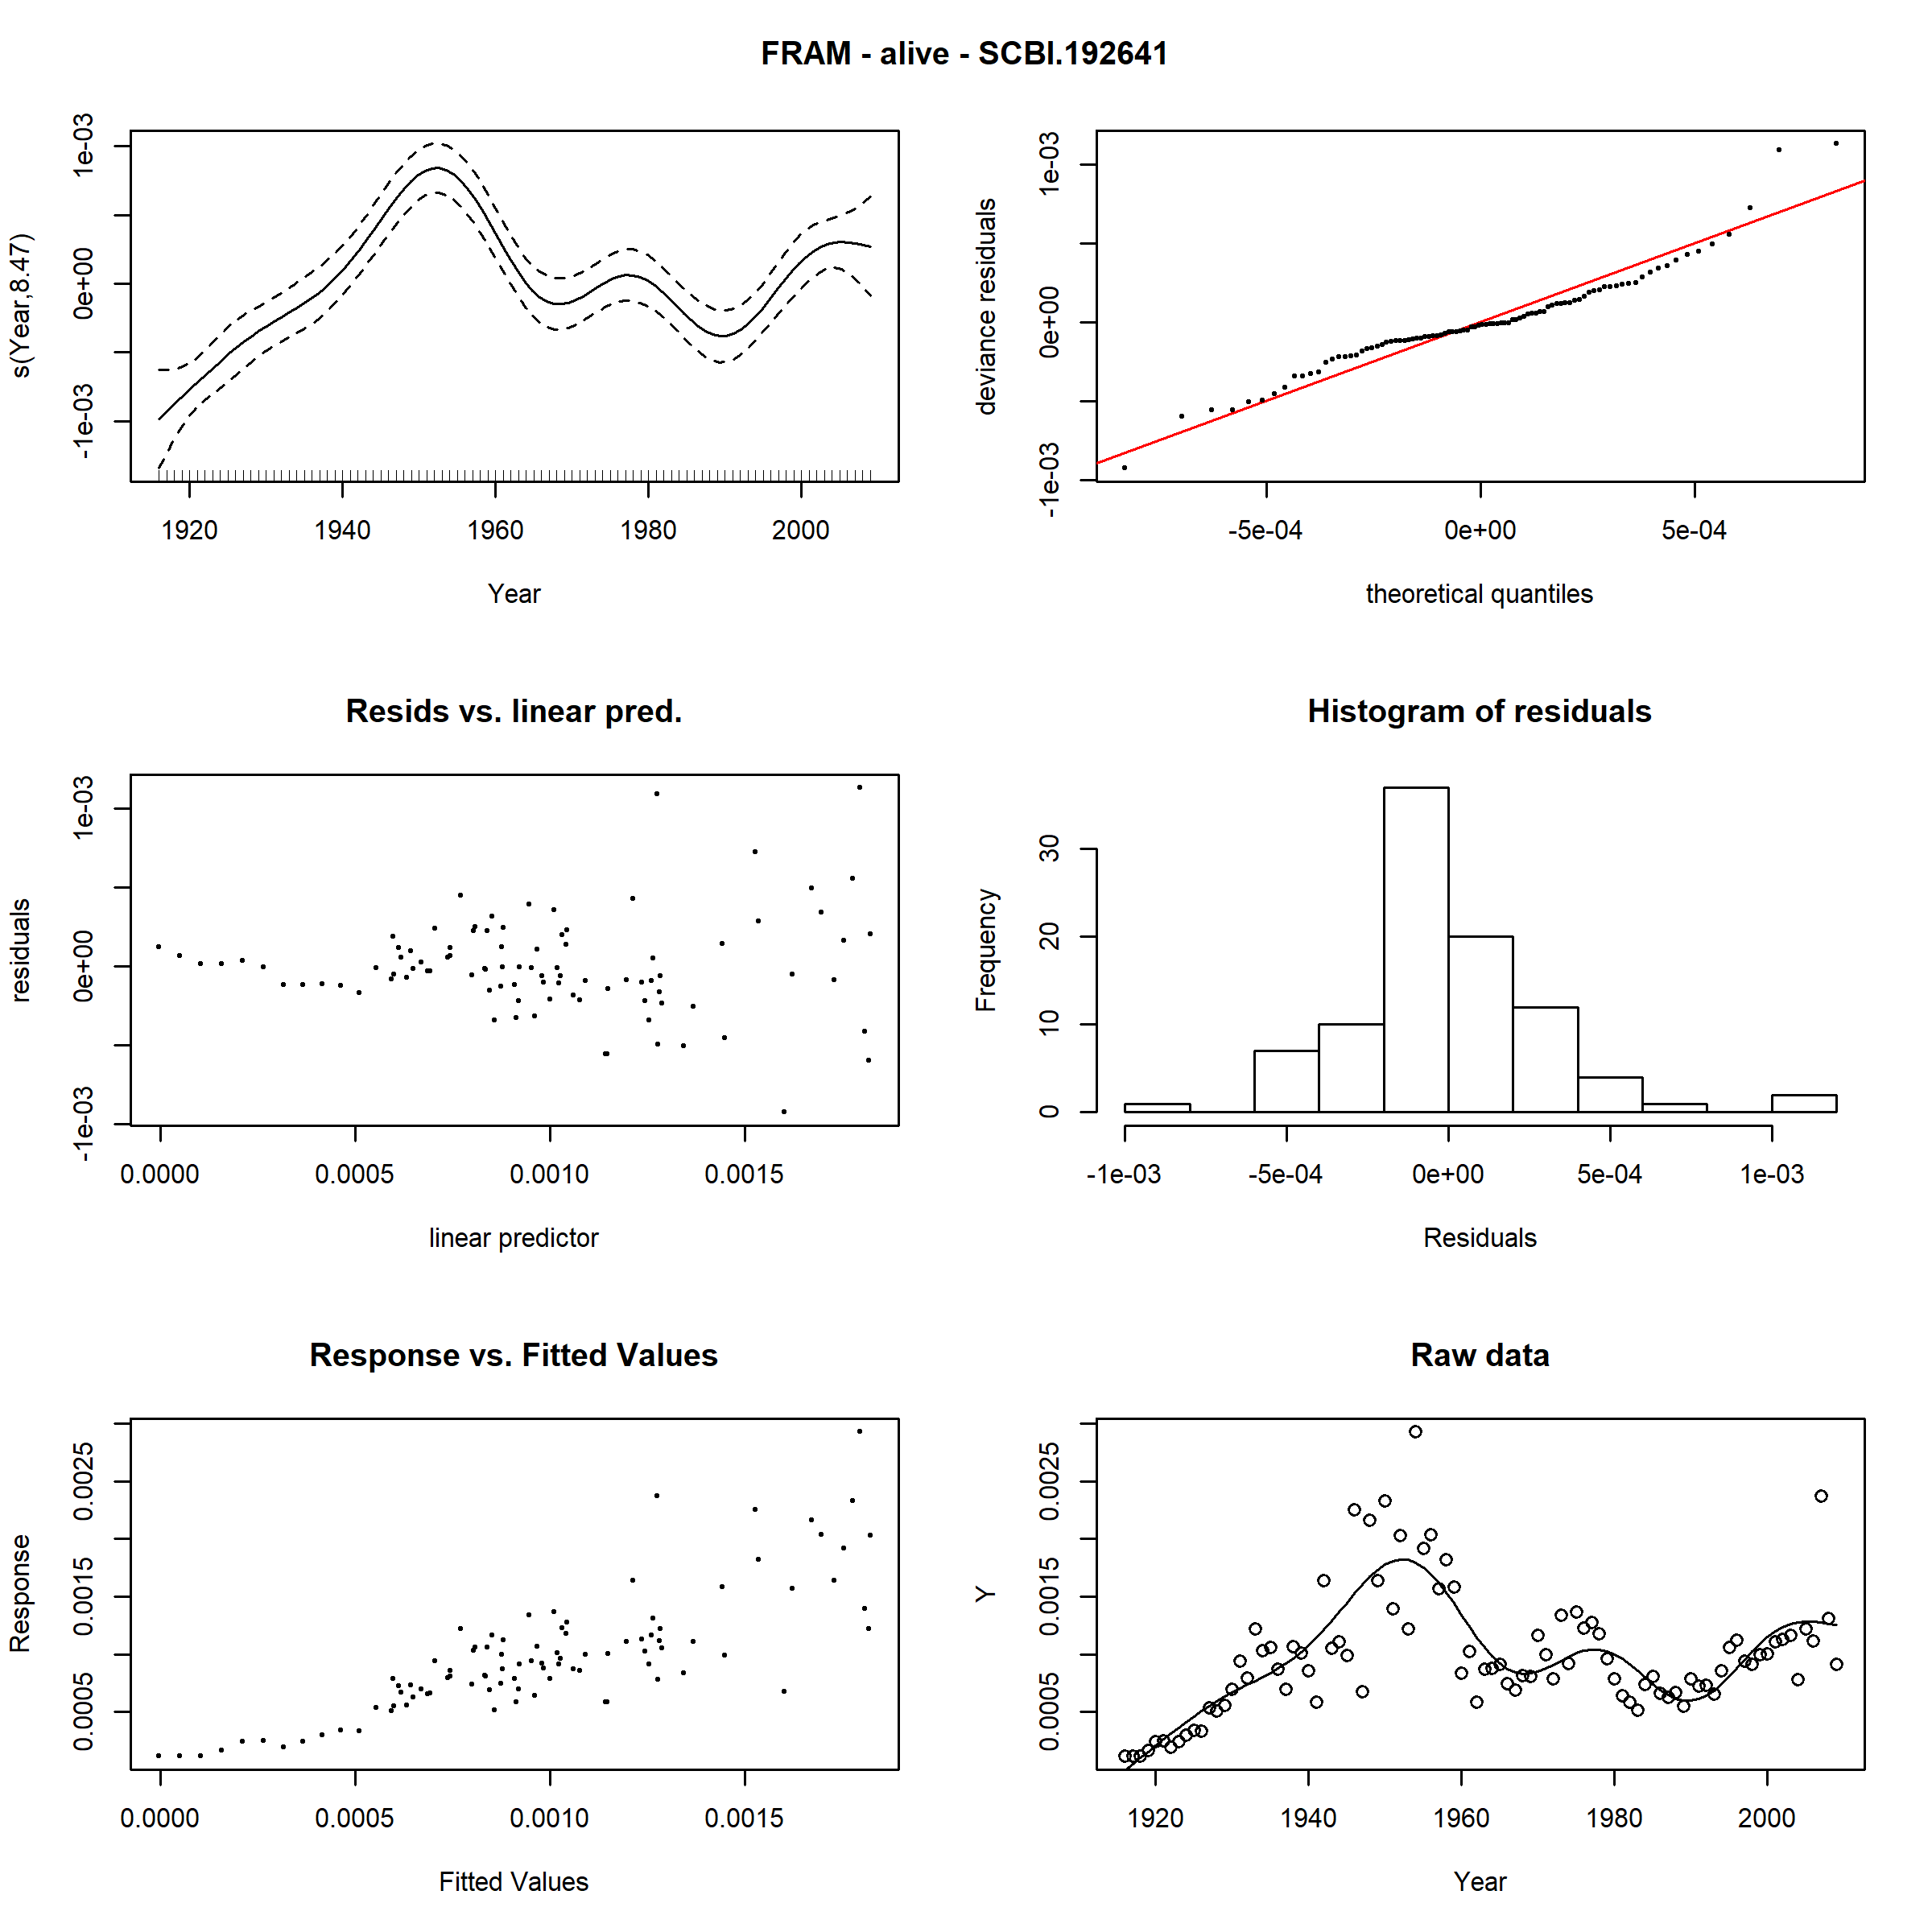 FRAM - alive - SCBI.192641
s(Year,8.47)
1e-03
0e+00
-1e-03
1920 1940 1960 1980 2000
Year
deviance residuals
1e-03
0e+00
-1e-03
-5e-04 0e+00 5e-04
theoretical quantiles
Resids vs. linear pred.
residuals
1e-03
0e+00
-1e-03
0.0000 0.0005 0.0010 0.0015
linear predictor
Histogram of residuals
Frequency
30
20
10
0
-1e-03 -5e-04 0e+00 5e-04 1e-03
Residuals
Response vs. Fitted Values
Response
0.0025
0.0015
0.0005
0.0000 0.0005 0.0010 0.0015
Fitted Values
Raw data
Y
0.0025
0.0015
0.0005
1920 1940 1960 1980 2000
Year